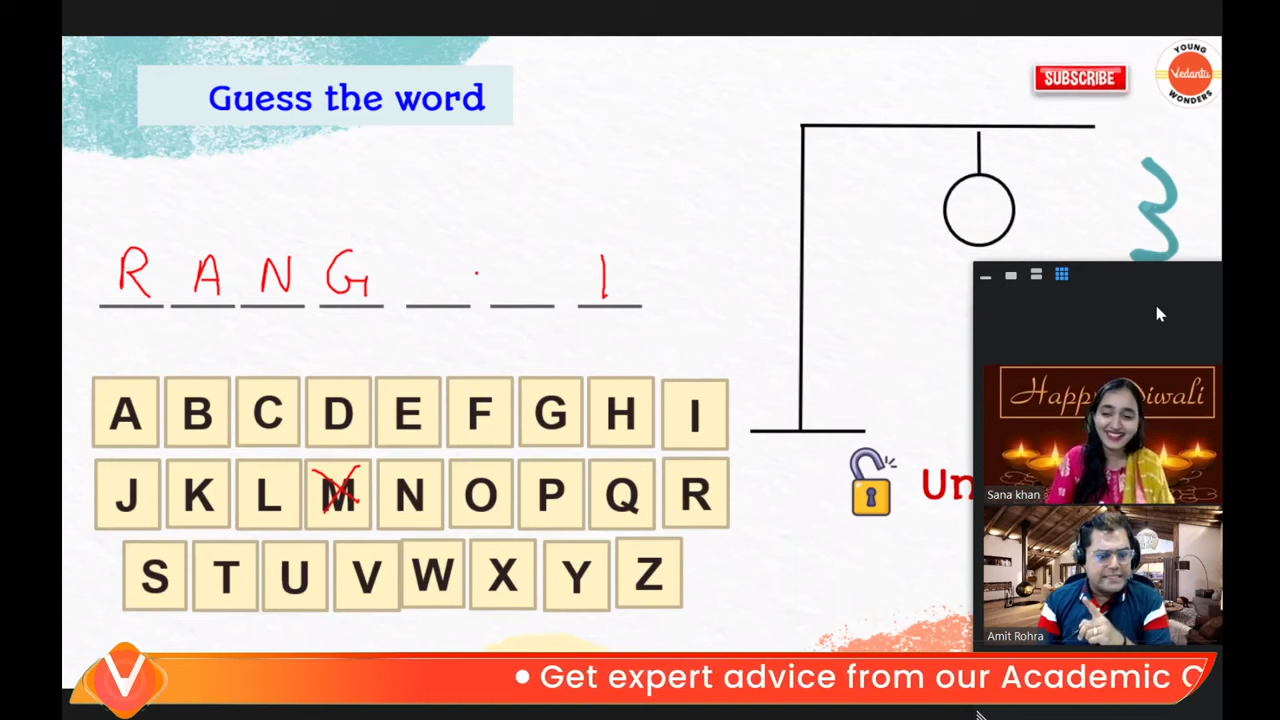 Guess the word
SUBSCRIBE
YOUNG
Vedantu
WONDERS
R A N G _ _ I
A B C D E F G H I
J K L M N O P Q R
S T U V W X Y Z
Un
Happy Diwali
Sana khan
Amit Rohra
V
• Get expert advice from our Academic C